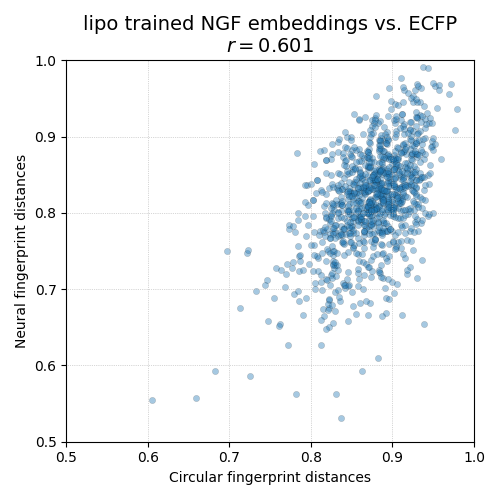 lipo trained NGF embeddings vs. ECFP
r = 0.601
1.0
0.9
0.8
0.7
0.6
0.5
Neural fingerprint distances
0.5 0.6 0.7 0.8 0.9 1.0
Circular fingerprint distances